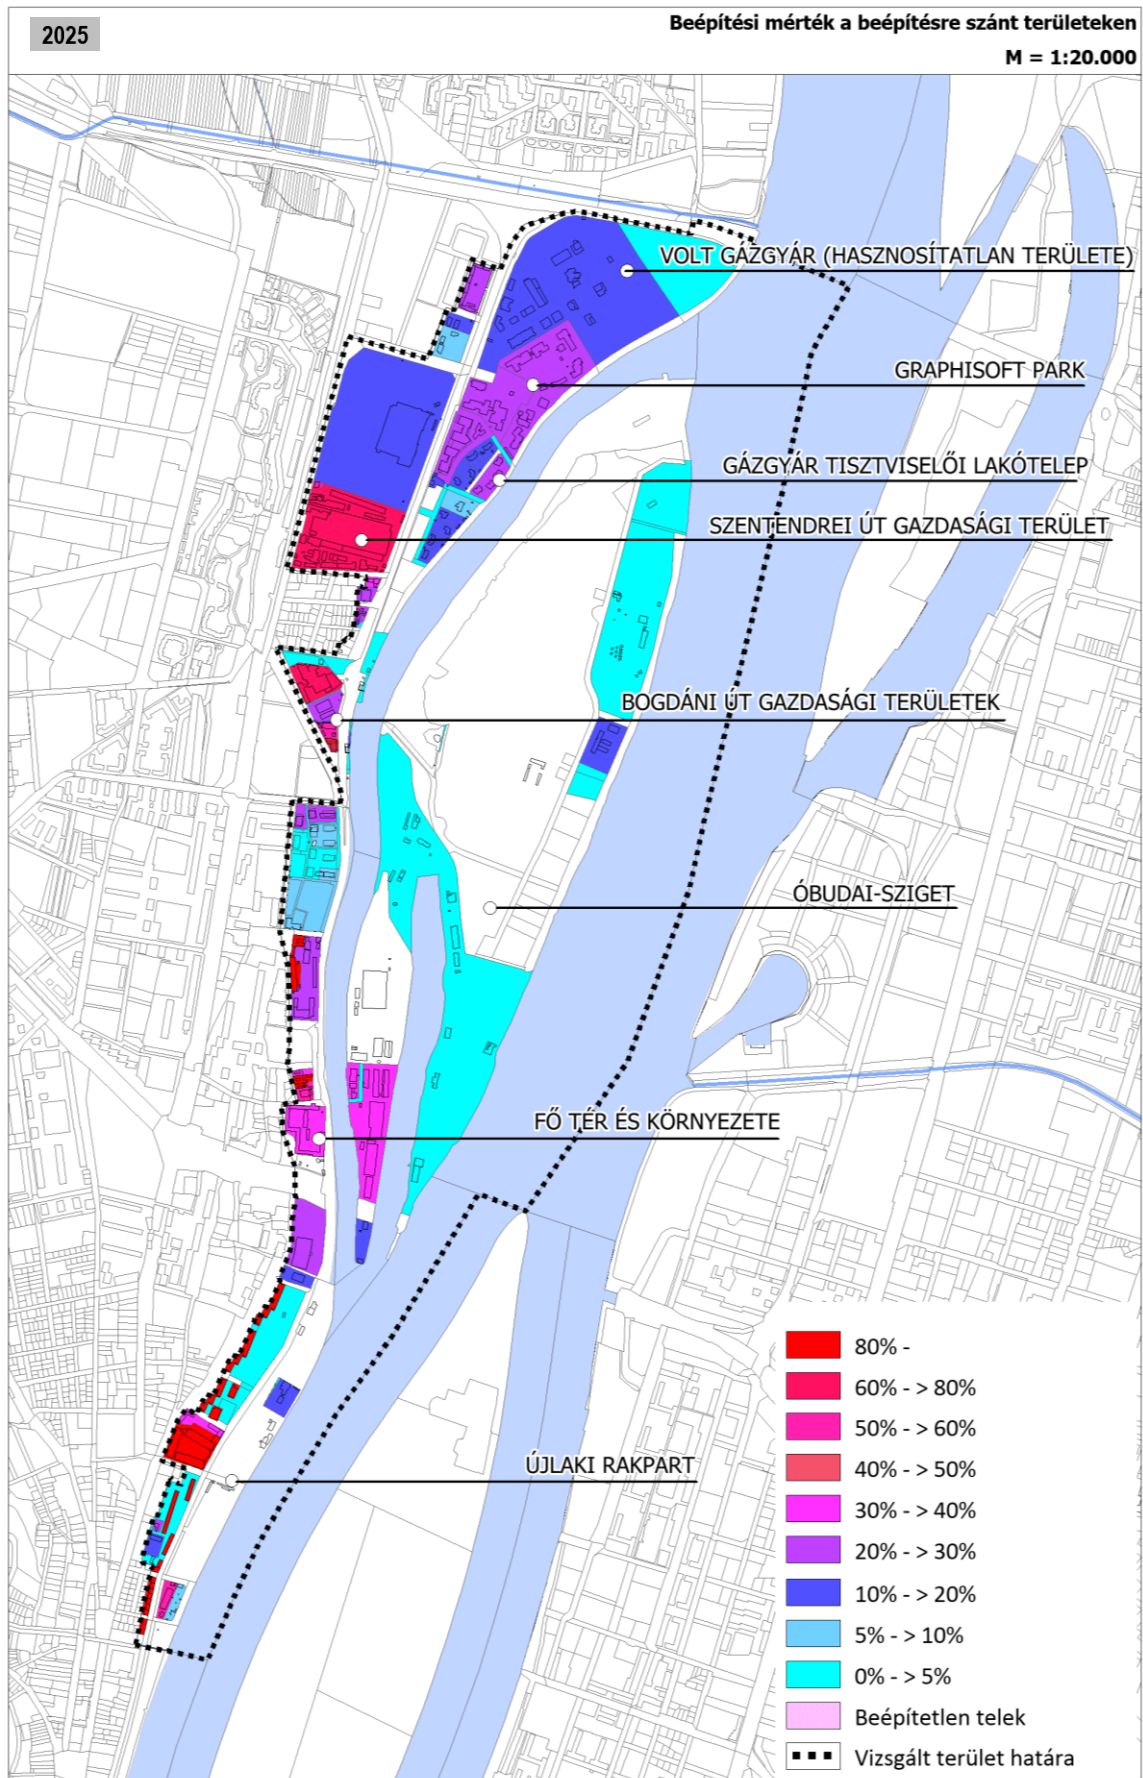 2025
Beépítési mérték a beépítésre szánt területeken
M = 1:20.000
VOLT GÁZGYÁR (HASZNOSÍTATLAN TERÜLETE)
GRAPHISOFT PARK
GÁZGYÁR TISZTVISELŐI LAKÓTELEP
SZENTENDREI ÚT GAZDASÁGI TERÜLET
BOGDÁNI ÚT GAZDASÁGI TERÜLETEK
ÓBUDAI-SZIGET
FŐ TÉR ÉS KÖRNYEZETE
ÚJLAKI RAKPART
80% -
60% - > 80%
50% - > 60%
40% - > 50%
30% - > 40%
20% - > 30%
10% - > 20%
5% - > 10%
0% - > 5%
Beépítetlen telek
Vizsgált terület határa